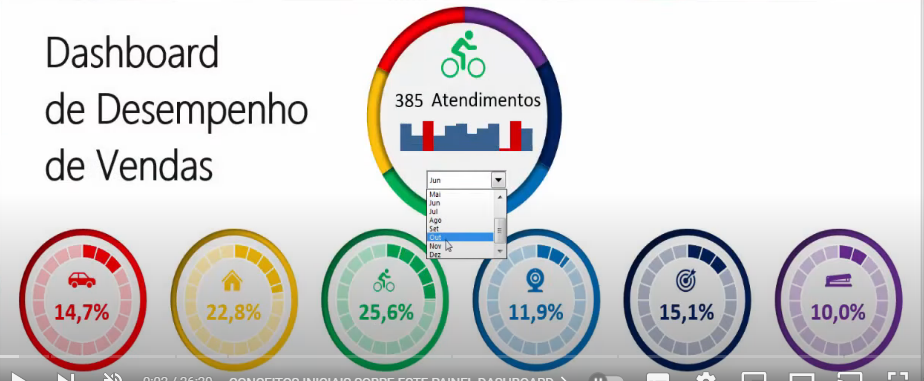 Dashboard
de Desempenho
de Vendas
385 Atendimentos
Jun
Mai
Jun
Jul
Ago
Set
Out
Nov
Dez
14,7%
22,8%
25,6%
11,9%
15,1%
10,0%
0:03 / 26:20 CONCEITOS INICIAIS SOBRE ESTE PAINEL DASHBOARD